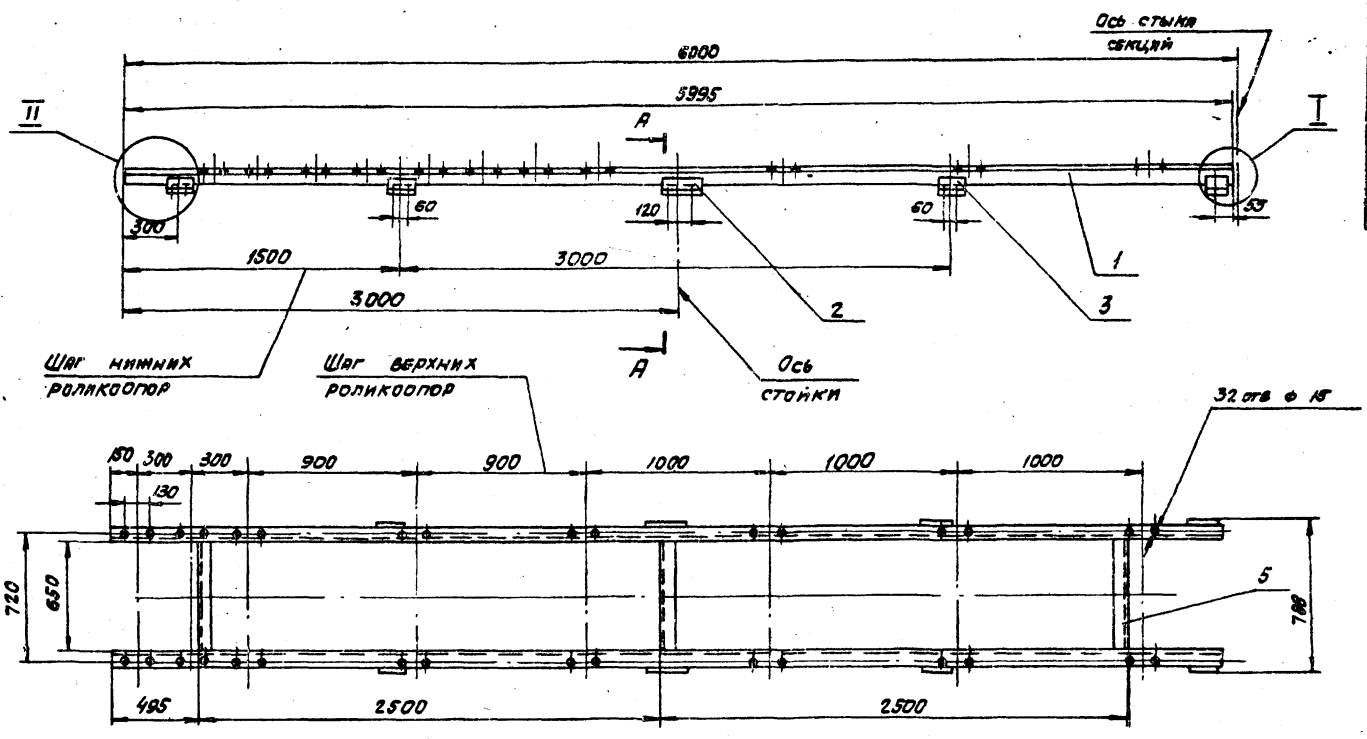 Ось стыка
секций
6000
5995
II
I
А
300
60
120
60
55
1500
3000
1
3000
2
3
А
Шаг нижних
роликоопор
Шаг верхних
роликоопор
Ось
стойки
32 отв ф 15
150 300 300 900 900 1000 1000 1000
130
720
650
5
788
495 2500 2500